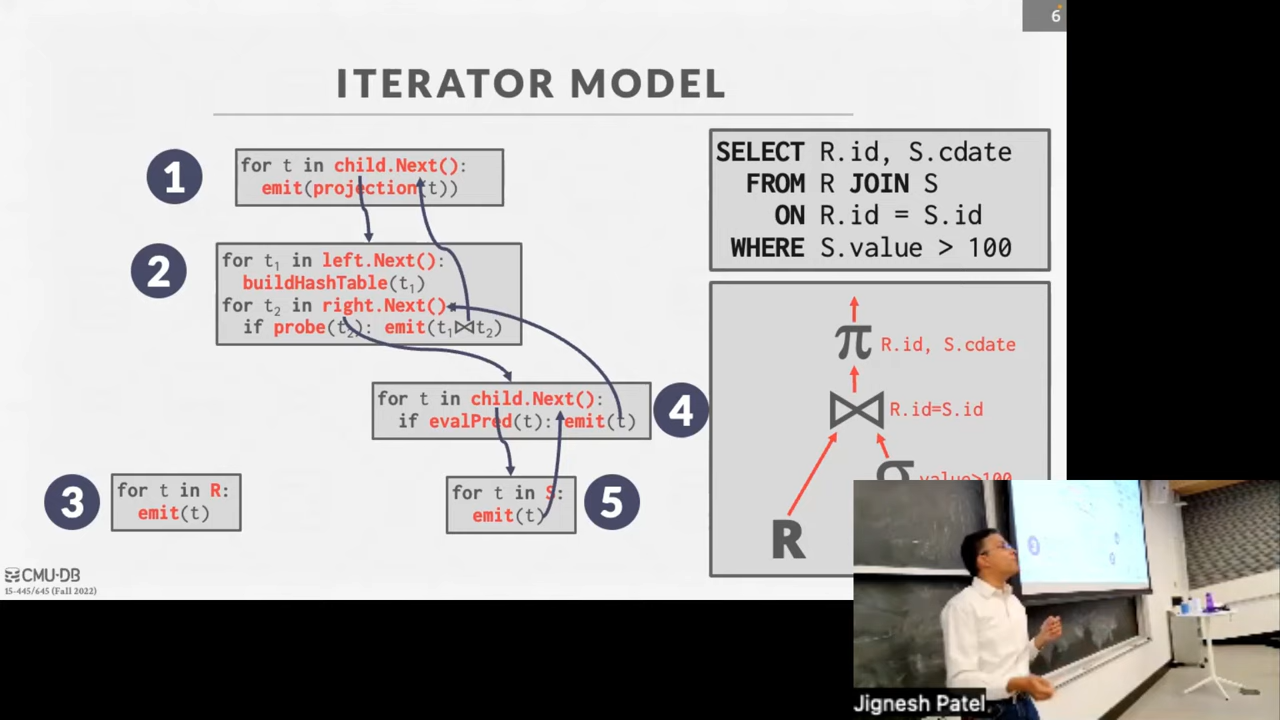 6
ITERATOR MODEL
1
for t in child.Next():
emit(projection(t))
2
for t₁ in left.Next():
buildHashTable(t₁)
for t₂ in right.Next():
if probe(t₂): emit(t₁⨝t₂)
for t in child.Next():
if evalPred(t): emit(t)
4
3
for t in R:
emit(t)
for t in S:
emit(t)
5
SELECT R.id, S.cdate
FROM R JOIN S
ON R.id = S.id
WHERE S.value > 100
π R.id, S.cdate
⨝ R.id=S.id
σ value>100
R
CMU·DB
15-445/645 (Fall 2022)
Jignesh Patel